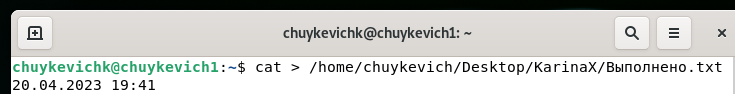 chuykevichk@chuykevich1: ~
chuykevichk@chuykevich1:~$ cat > /home/chuykevich/Desktop/KarinaX/Выполнено.txt
20.04.2023 19:41